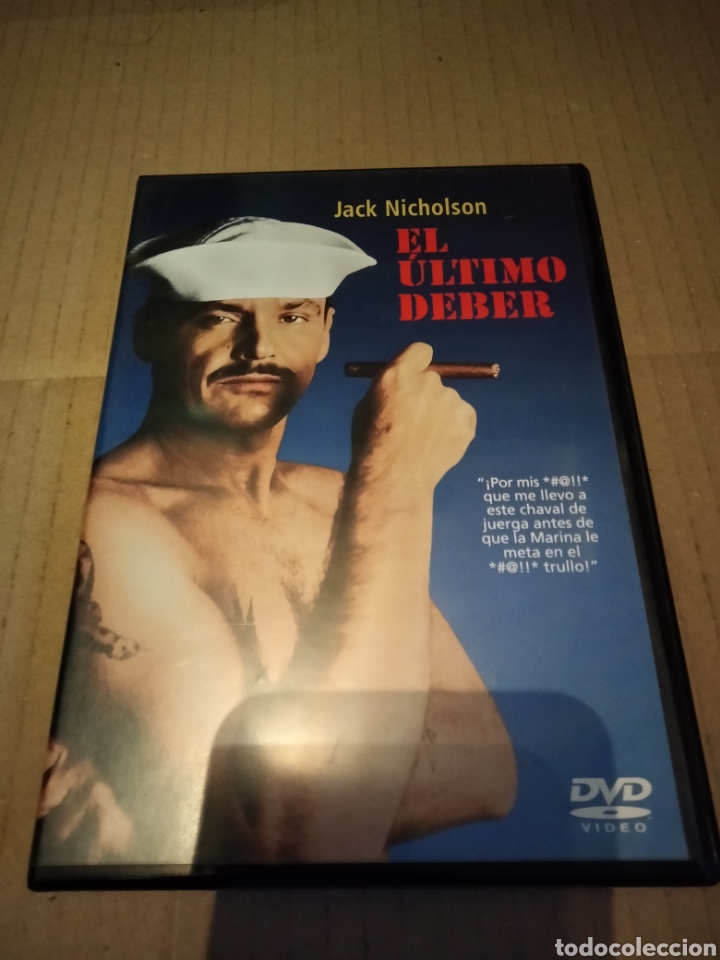 Jack Nicholson
EL
ÚLTIMO
DEBER
"¡Por mis *#@!!*
que me llevo a
este chaval de
juerga antes de
que la Marina le
meta en el
*#@!!* trullo!"
DVD
VIDEO
todocoleccion